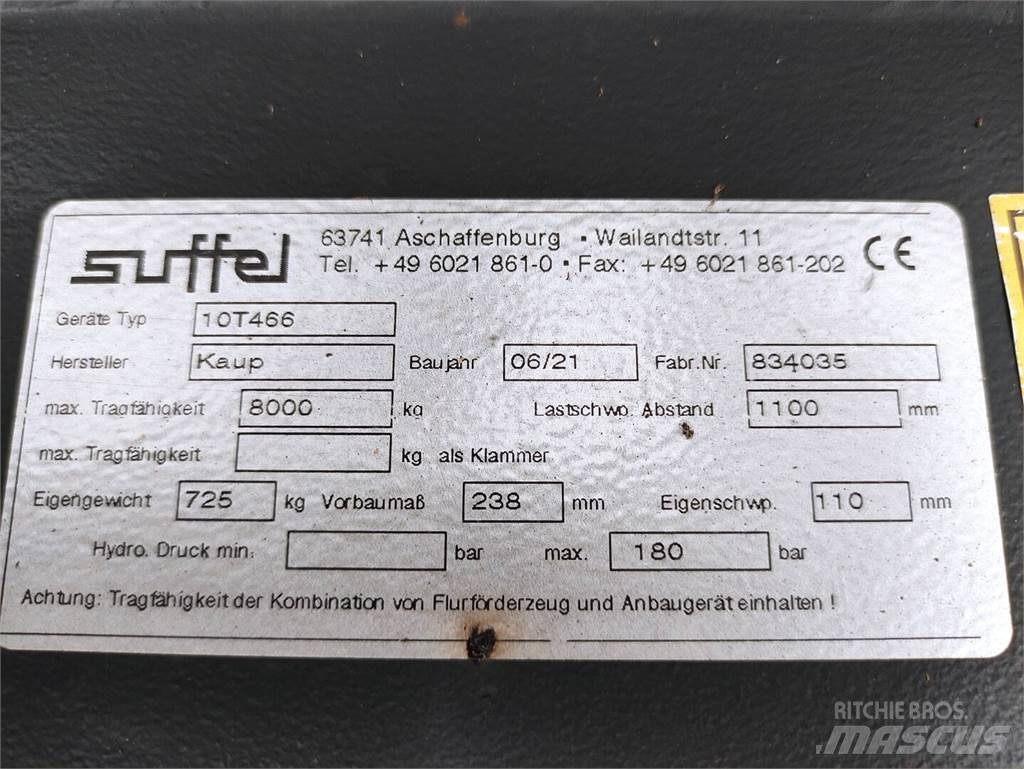 suffel
63741 Aschaffenburg ▪ Wailandtstr. 11
Tel. +49 6021 861-0 ▪ Fax: +49 6021 861-202
CE
Geräte Typ 10T466
Hersteller Kaup Baujahr 06/21 Fabr.Nr. 834035
max. Tragfähigkeit 8000 kg Lastschwp. Abstand 1100 mm
max. Tragfähigkeit kg als Klammer
Eigengewicht 725 kg Vorbaumaß 238 mm Eigenschwp. 110 mm
Hydro. Druck min: bar max. 180 bar
Achtung: Tragfähigkeit der Kombination von Flurförderzeug und Anbaugerät einhalten !
RITCHIE BROS.
MASCUS